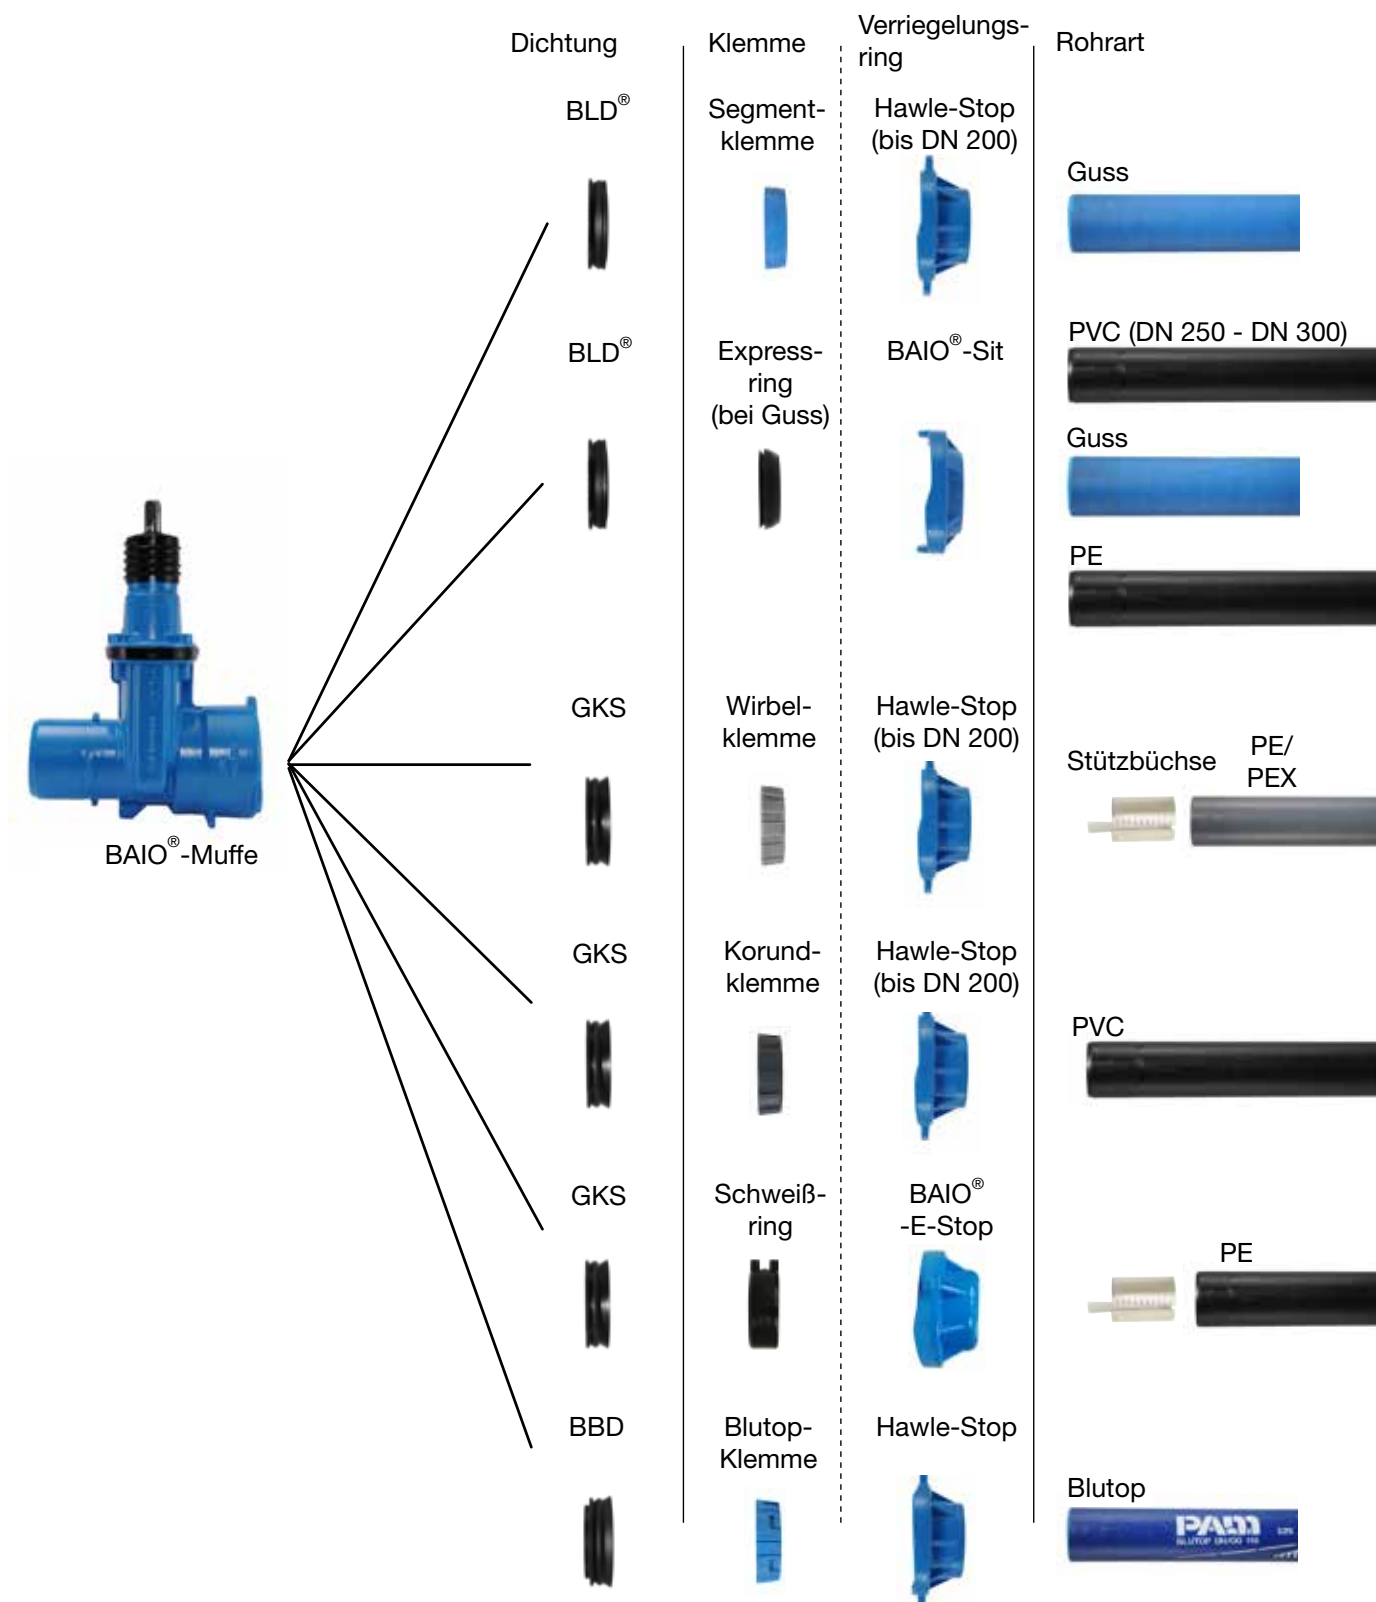 Dichtung
Klemme
Verriegelungs-
ring
Rohrart
BLD®
Segment-
klemme
Hawle-Stop
(bis DN 200)
Guss
BLD®
Express-
ring
(bei Guss)
BAIO®-Sit
PVC (DN 250 - DN 300)
Guss
PE
BAIO®-Muffe
GKS
Wirbel-
klemme
Hawle-Stop
(bis DN 200)
Stützbüchse
PE/
PEX
GKS
Korund-
klemme
Hawle-Stop
(bis DN 200)
PVC
GKS
Schweiß-
ring
BAIO®
-E-Stop
PE
BBD
Blutop-
Klemme
Hawle-Stop
Blutop
PAM
BLUTOP